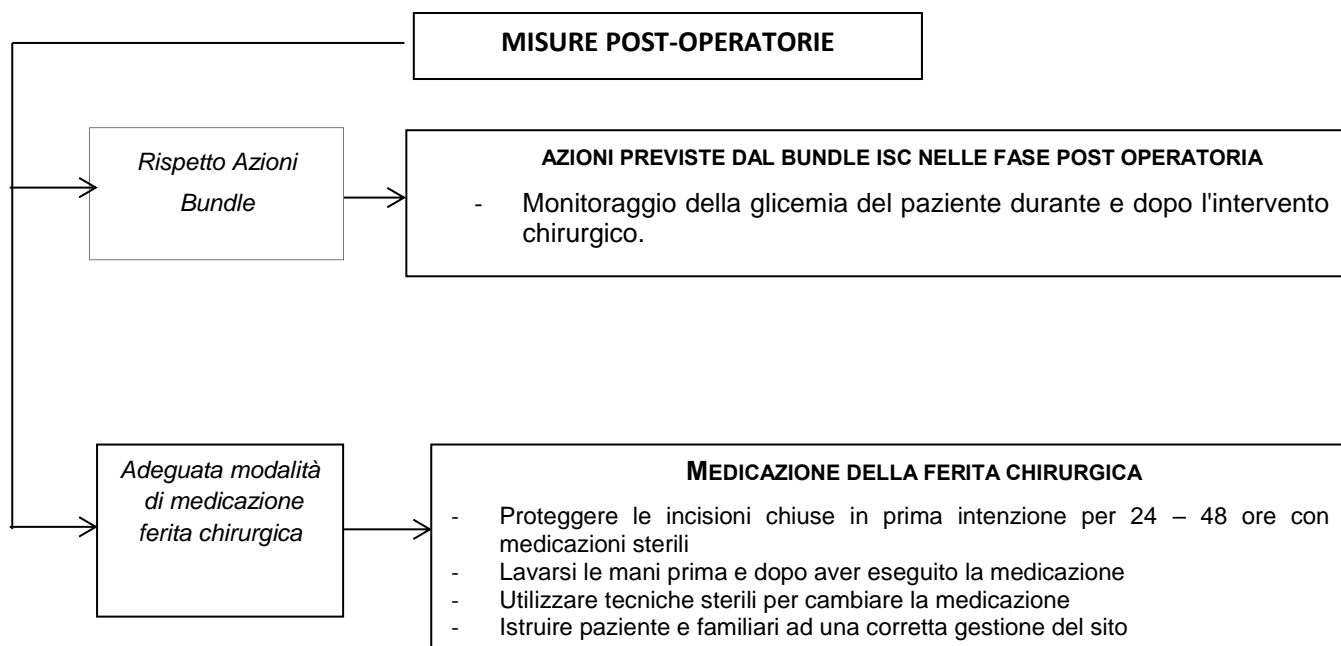 MISURE POST-OPERATORIE
Rispetto Azioni
Bundle
AZIONI PREVISTE DAL BUNDLE ISC NELLE FASE POST OPERATORIA
- Monitoraggio della glicemia del paziente durante e dopo l'intervento
chirurgico.
Adeguata modalità
di medicazione
ferita chirurgica
MEDICAZIONE DELLA FERITA CHIRURGICA
- Proteggere le incisioni chiuse in prima intenzione per 24 – 48 ore con
medicazioni sterili
- Lavarsi le mani prima e dopo aver eseguito la medicazione
- Utilizzare tecniche sterili per cambiare la medicazione
- Istruire paziente e familiari ad una corretta gestione del sito